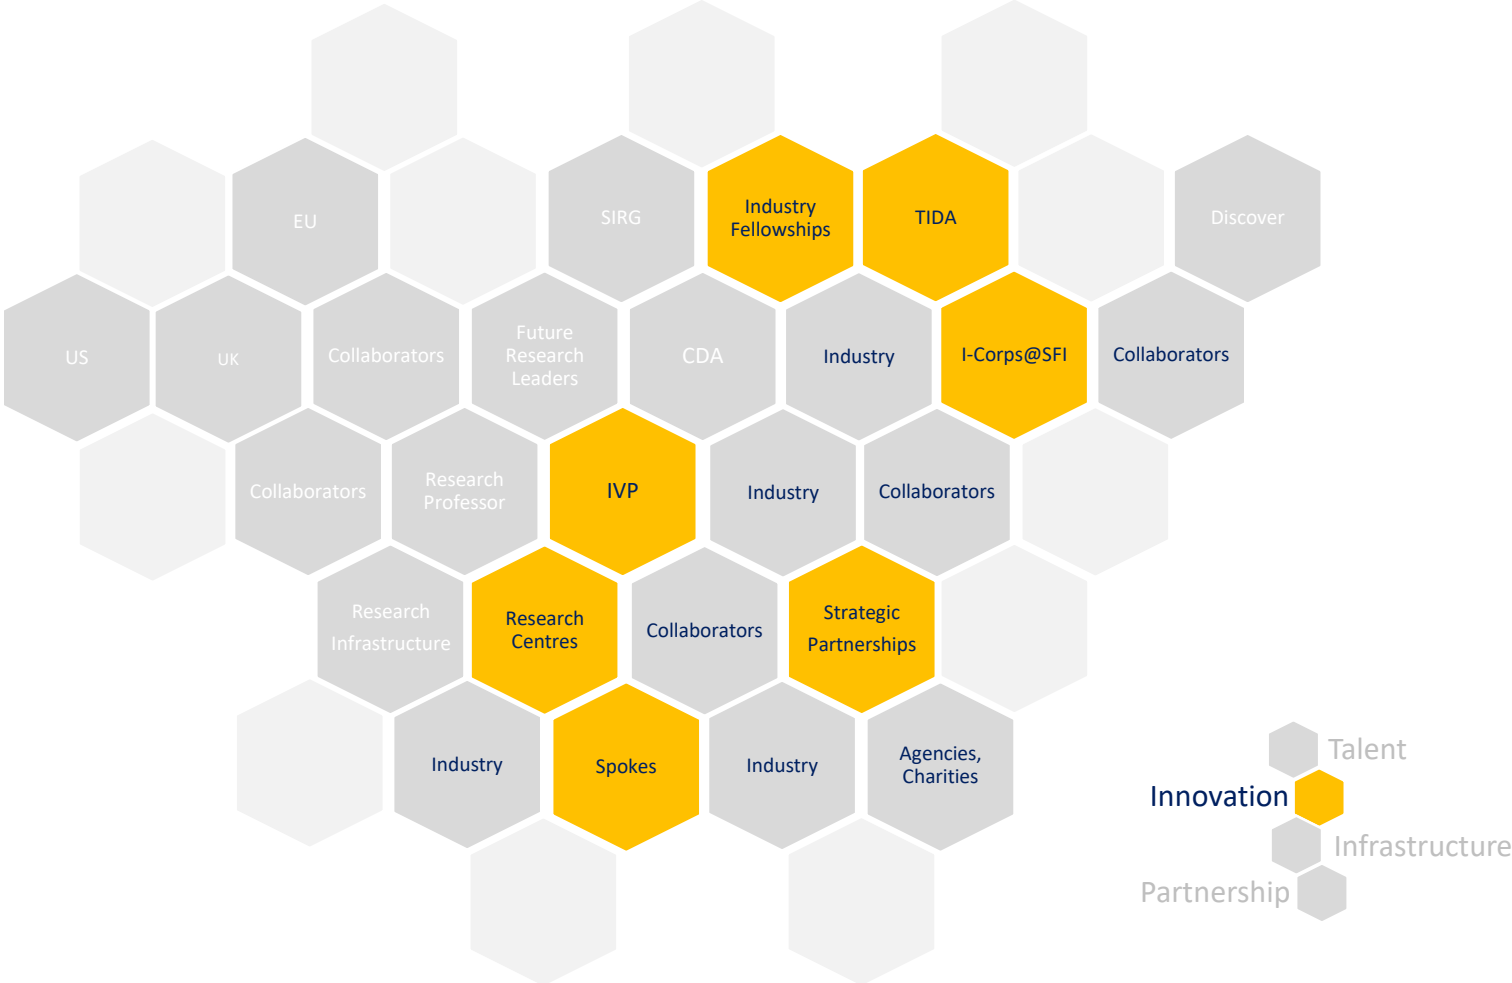 EU
SIRG
Industry
Fellowships
TIDA
Discover
US
UK
Collaborators
Future
Research
Leaders
CDA
Industry
I-Corps@SFI
Collaborators
Collaborators
Research
Professor
IVP
Industry
Collaborators
Research
Infrastructure
Research
Centres
Collaborators
Strategic
Partnerships
Industry
Spokes
Industry
Agencies,
Charities
Talent
Innovation
Infrastructure
Partnership